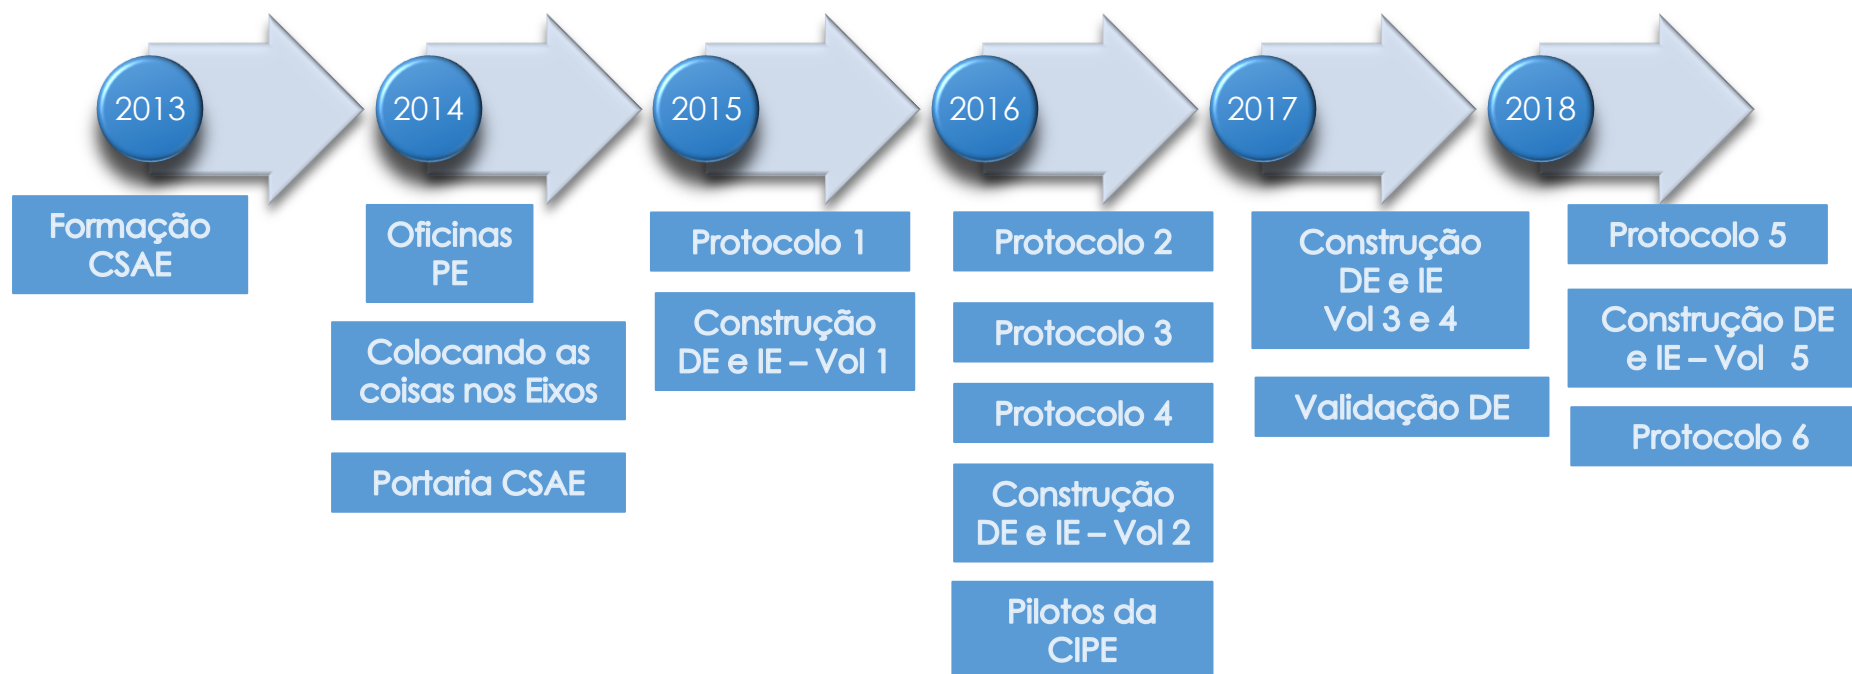 2013
2014
2015
2016
2017
2018
Formação
CSAE
Oficinas
PE
Colocando as
coisas nos Eixos
Portaria CSAE
Protocolo 1
Construção
DE e IE – Vol 1
Protocolo 2
Protocolo 3
Protocolo 4
Construção
DE e IE – Vol 2
Pilotos da
CIPE
Construção
DE e IE
Vol 3 e 4
Validação DE
Protocolo 5
Construção DE
e IE – Vol 5
Protocolo 6